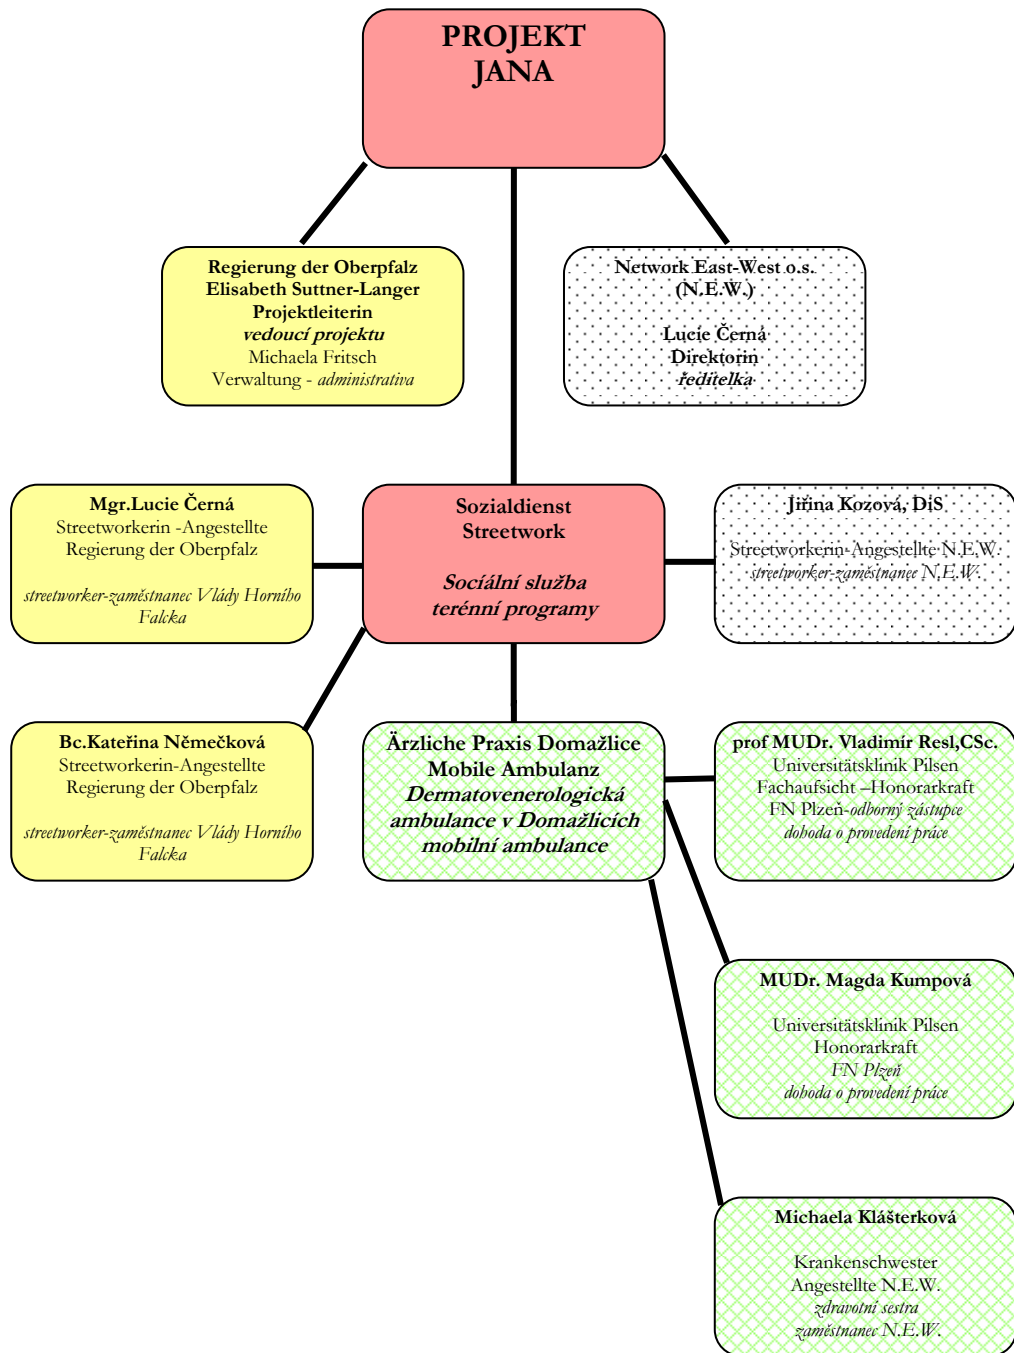 PROJEKT
JANA
Regierung der Oberpfalz
Elisabeth Suttner-Langer
Projektleiterin
vedoucí projektu
Michaela Fritsch
Verwaltung - administrativa
Network East-West o.s.
(N.E.W.)
Lucie Černá
Direktorin
ředitelka
Mgr.Lucie Černá
Streetworkerin -Angestellte
Regierung der Oberpfalz
streetworker-zaměstnanec Vlády Horního
Falcka
Sozialdienst
Streetwork
Sociální služba
terénní programy
Jiřina Kozová, DiS
Streetworkerin-Angestellte N.E.W.
streetworker-zaměstnanec N.E.W.
Bc.Kateřina Němečková
Streetworkerin-Angestellte
Regierung der Oberpfalz
streetworker-zaměstnanec Vlády Horního
Falcka
Ärzliche Praxis Domažlice
Mobile Ambulanz
Dermatovenerologická
ambulance v Domažlicích
mobilní ambulance
prof MUDr. Vladimír Resl,CSc.
Universitätsklinik Pilsen
Fachaufsicht –Honorarkraft
FN Plzeň-odborný zástupce
dohoda o provedení práce
MUDr. Magda Kumpová
Universitätsklinik Pilsen
Honorarkraft
FN Plzeň
dohoda o provedení práce
Michaela Klášterková
Krankenschwester
Angestellte N.E.W.
zdravotní sestra
zaměstnanec N.E.W.